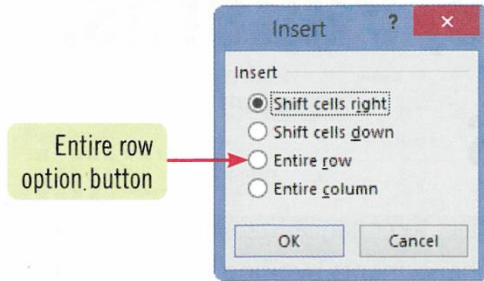 Insert ? ×
Insert
Shift cells right
Shift cells down
Entire row
option button
Entire row
Entire column
OK Cancel